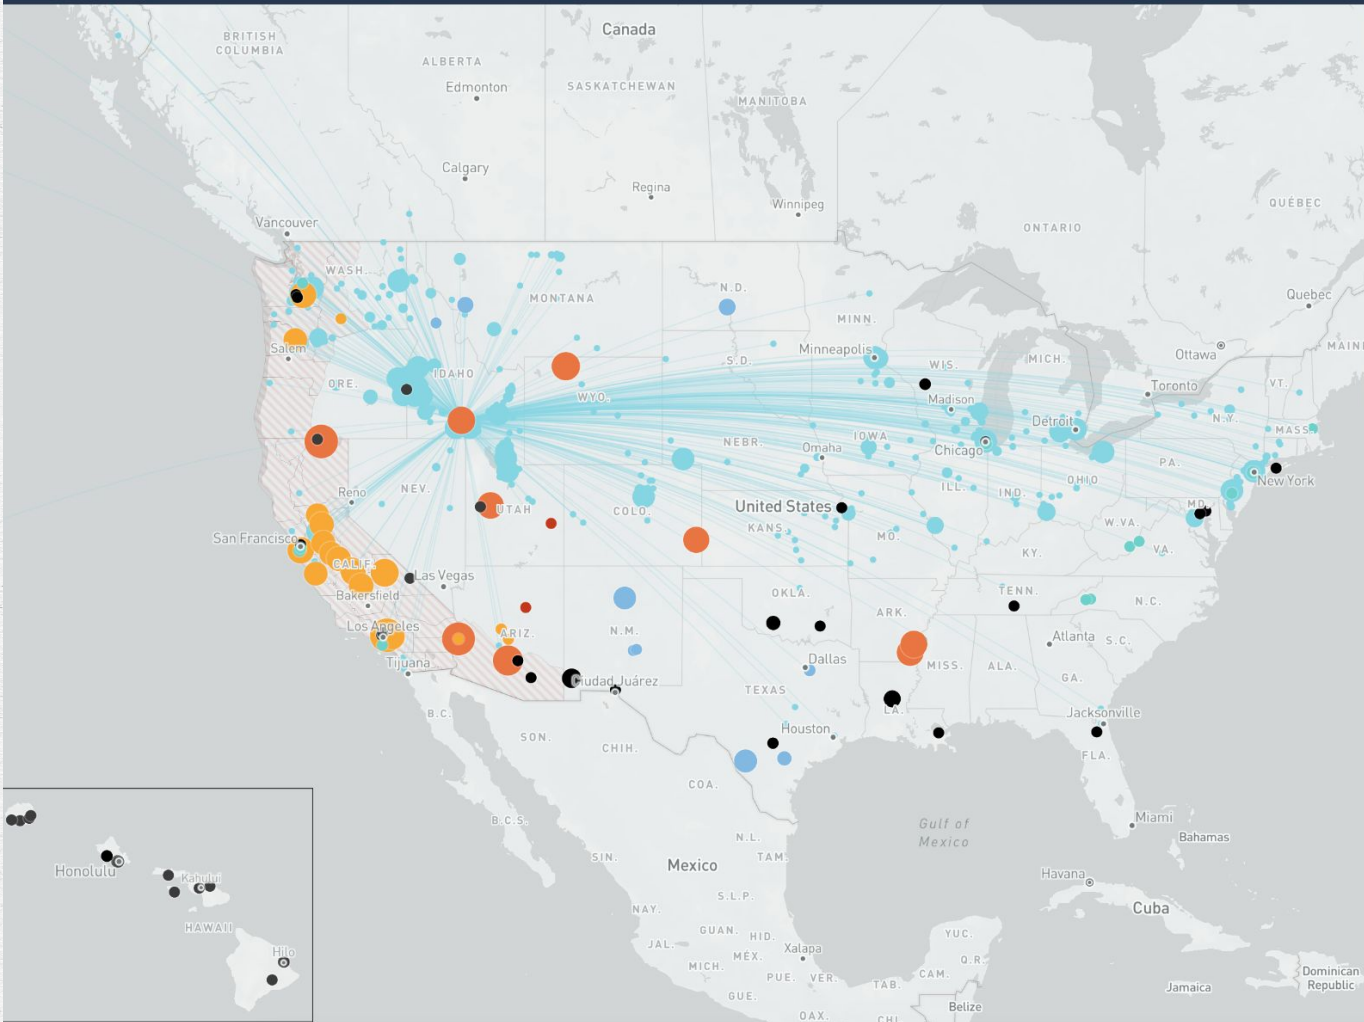 Canada
BRITISH
COLUMBIA
ALBERTA
Edmonton
SASKATCHEWAN
MANITOBA
Calgary
Regina
Winnipeg
QUÉBEC
Vancouver
ONTARIO
WASH.
MONTANA
N.D.
Quebec
MINN.
Salem
Minneapolis
Ottawa
MAINE
S.D.
WIS.
MICH.
IDAHO
ORE.
Toronto
VT.
WYO.
Madison
N.Y.
Detroit
MASS.
NEBR.
IOWA
Omaha
Chicago
PA.
OHIO
New York
Reno
NEV.
ILL.
IND.
UTAH
COLO.
United States
MD.
KANS.
MO.
W.VA.
San Francisco
KY.
VA.
CALIF.
Las Vegas
Bakersfield
OKLA.
TENN.
N.C.
Los Angeles
ARIZ.
N.M.
ARK.
Atlanta
S.C.
Tijuana
Dallas
MISS.
ALA.
Ciudad Juárez
TEXAS
GA.
B.C.
LA.
Jacksonville
SON.
Houston
CHIH.
FLA.
COA.
B.C.S.
Gulf of
Mexico
Miami
Bahamas
N.L.
SIN.
Mexico
TAM.
Honolulu
Kahului
Havana
S.L.P.
Cuba
NAY.
HAWAII
GUAN.
HID.
YUC.
JAL.
Xalapa
Hilo
MÉX.
Q.R.
MICH.
PUE.
VER.
CAM.
Dominican
Republic
TAB.
Jamaica
GUE.
Belize
OAX.